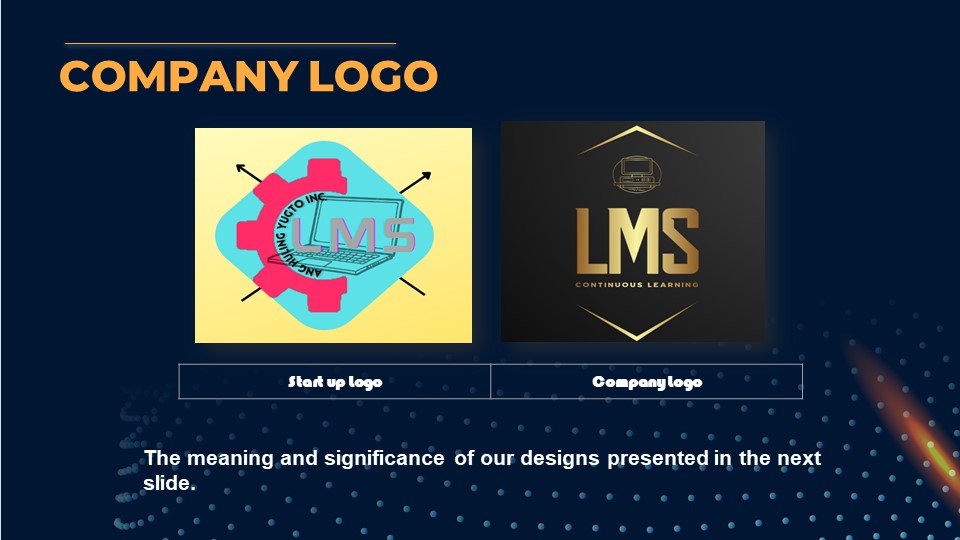 COMPANY LOGO
ANG HULING YUGTO INC.
LMS
LMS
CONTINUOUS LEARNING
Start up logo
Company logo
The meaning and significance of our designs presented in the next
slide.